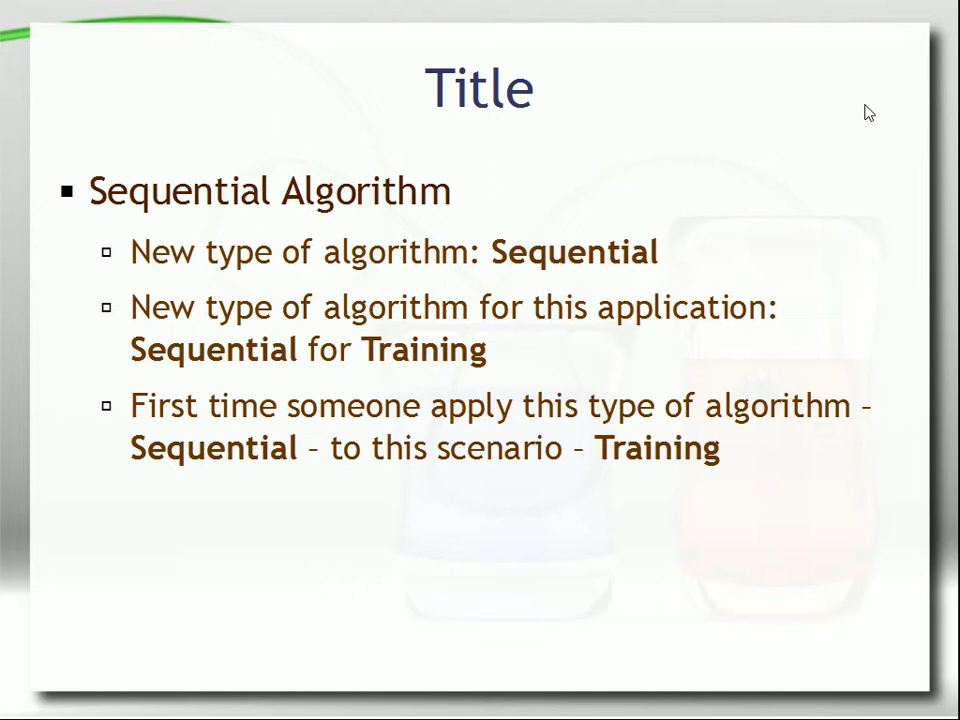 Title
Sequential Algorithm
New type of algorithm: Sequential
New type of algorithm for this application:
Sequential for Training
First time someone apply this type of algorithm –
Sequential – to this scenario – Training